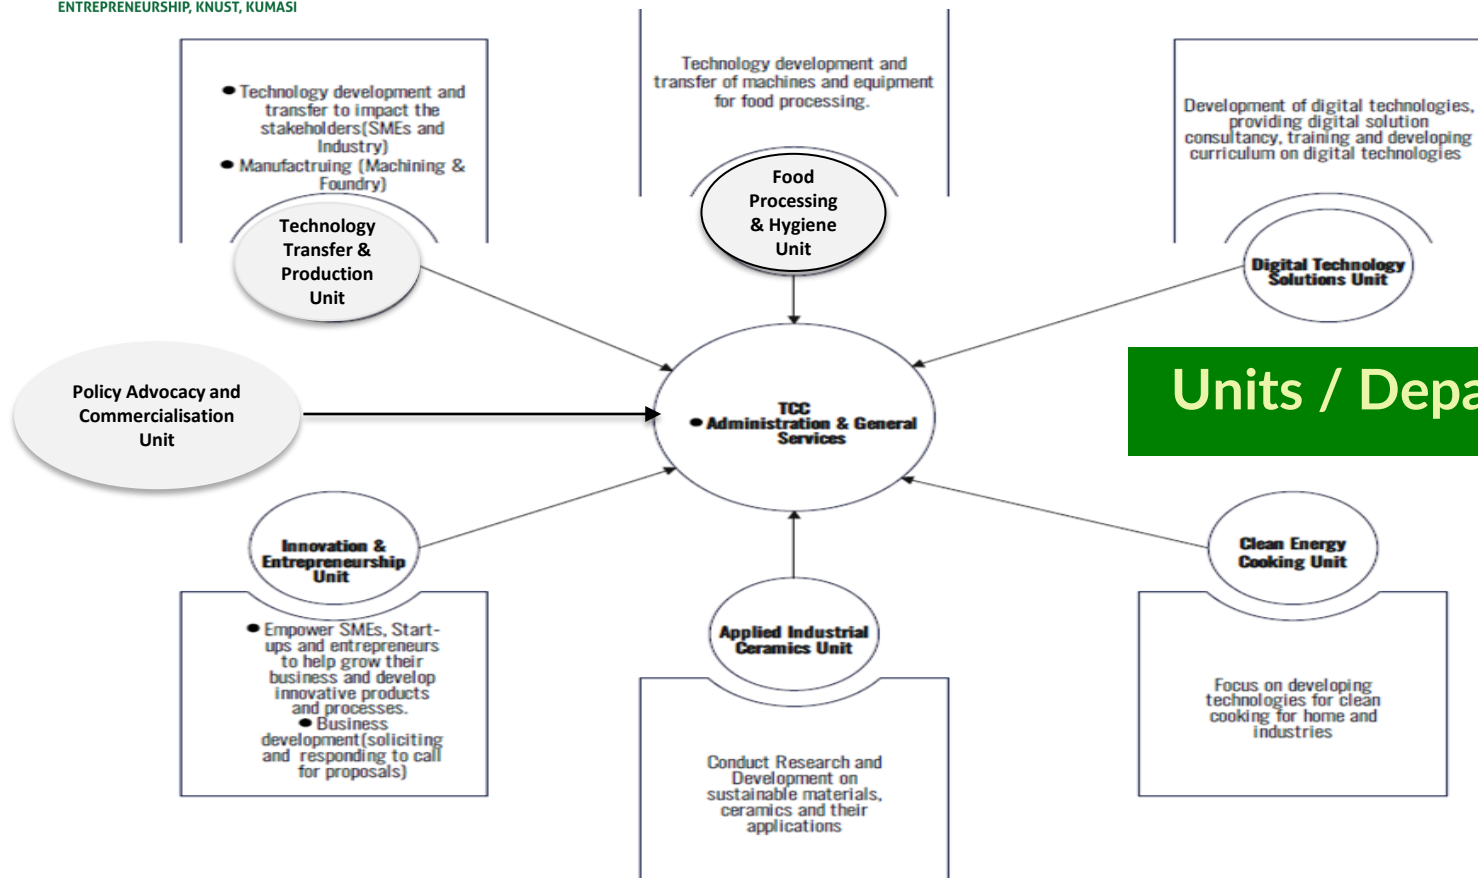 ENTREPRENEURSHIP, KNUST, KUMASI
● Technology development and
transfer to impact the
stakeholders(SMEs and
Industry)
● Manufactruing (Machining &
Foundry)
Technology
Transfer &
Production
Unit
Technology development and
transfer of machines and equipment
for food processing.
Food
Processing
& Hygiene
Unit
Development of digital technologies,
providing digital solution
consultancy, training and developing
curriculum on digital technologies
Digital Technology
Solutions Unit
Policy Advocacy and
Commercialisation
Unit
TCC
● Administration & General
Services
Units / Depa
Innovation &
Entrepreneurship
Unit
● Empower SMEs, Start-
ups and entrepreneurs
to help grow their
business and develop
innovative products
and processes.
● Business
development(soliciting
and responding to call
for proposals)
Applied Industrial
Ceramics Unit
Conduct Research and
Development on
sustainable materials,
ceramics and their
applications
Clean Energy
Cooking Unit
Focus on developing
technologies for clean
cooking for home and
industries